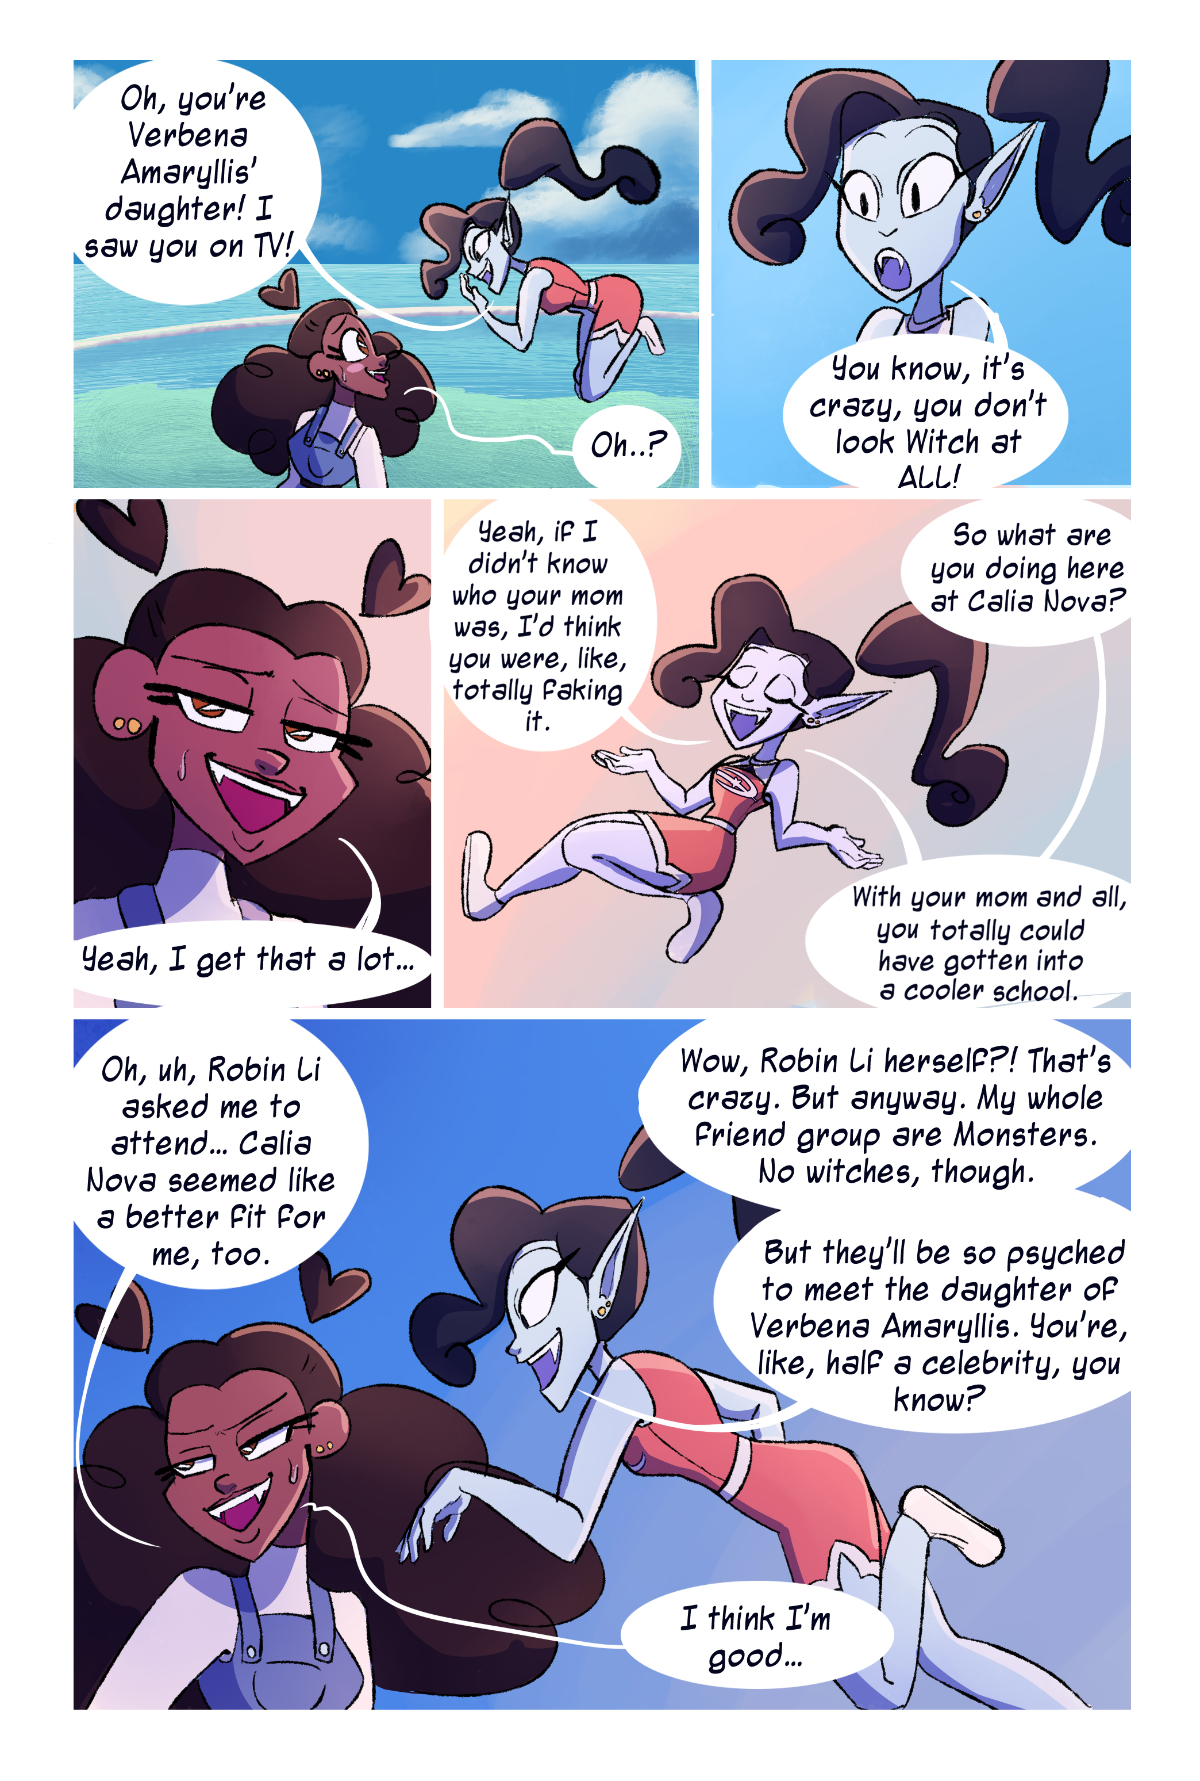 Oh, you're
Verbena
Amaryllis'
daughter! I
saw you on TV!
Oh..?
You know, it's
crazy, you don't
look Witch at
ALL!
Yeah, I get that a lot...
Yeah, if I
didn't know
who your mom
was, I'd think
you were, like,
totally faking
it.
So what are
you doing here
at Calia Nova?
With your mom and all,
you totally could
have gotten into
a cooler school.
Oh, uh, Robin Li
asked me to
attend... Calia
Nova seemed like
a better fit for
me, too.
Wow, Robin Li herself?! That's
crazy. But anyway. My whole
friend group are Monsters.
No witches, though.
But they'll be so psyched
to meet the daughter of
Verbena Amaryllis. You're,
like, half a celebrity, you
know?
I think I'm
good...